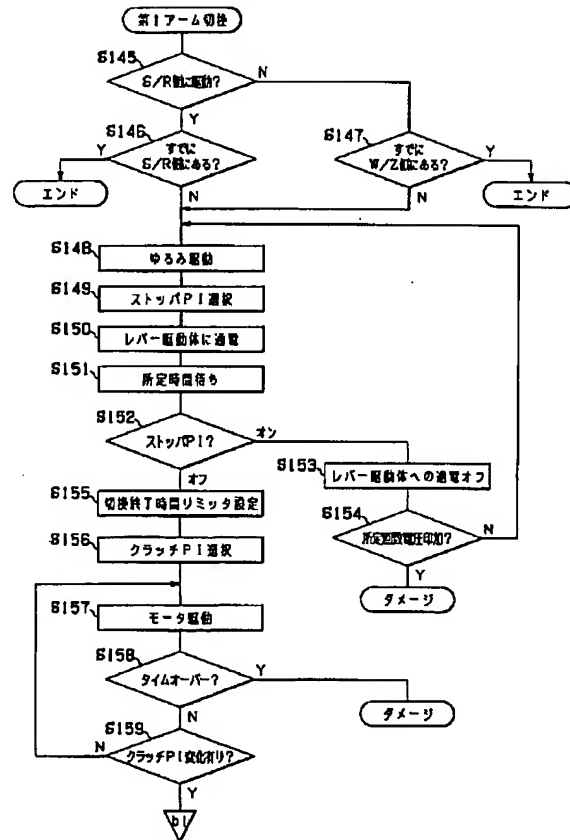 第1アーム切換
S145
S/R側に駆動?
N
Y
S146
すでに
S/R側にある?
Y
N
エンド
S147
すでに
W/Z側にある?
Y
N
エンド
S148
ゆるみ駆動
S149
ストッパPI選択
S150
レバー駆動体に通電
S151
所定時間待ち
S152
ストッパPI?
オン
オフ
S153
レバー駆動体への通電オフ
S154
所定回数電圧印加?
N
Y
ダメージ
S155
切換終了時間リミッタ設定
S156
クラッチPI選択
S157
モータ駆動
S158
タイムオーバー?
Y
N
ダメージ
S159
クラッチPI変化有り?
N
Y
b1